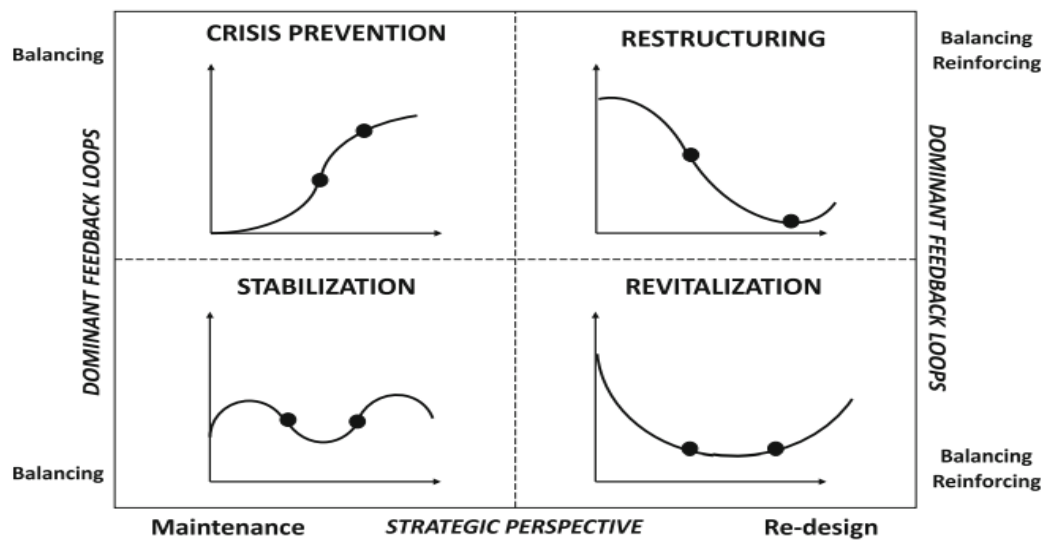 CRISIS PREVENTION
RESTRUCTURING
Balancing
Balancing
Reinforcing
DOMINANT FEEDBACK LOOPS
DOMINANT FEEDBACK LOOPS
STABILIZATION
REVITALIZATION
Balancing
Balancing
Reinforcing
Maintenance
STRATEGIC PERSPECTIVE
Re-design